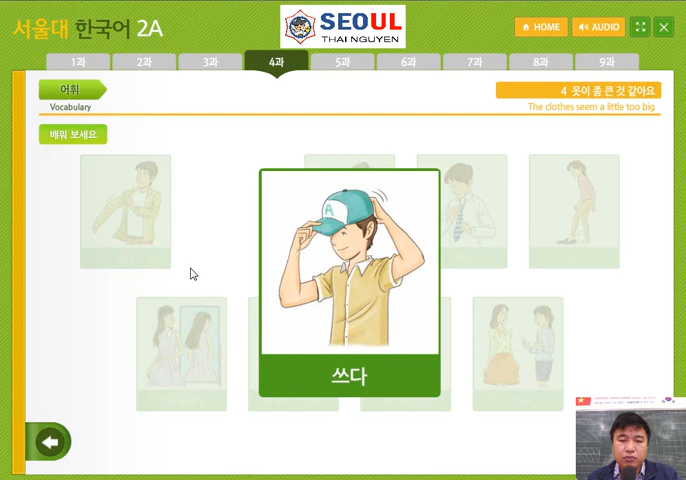 서울대 한국어 2A
SEOUL
THAI NGUYEN
HOME
AUDIO
1과
2과
3과
4과
5과
6과
7과
8과
9과
어휘
Vocabulary
4 옷이 좀 큰 것 같아요
The clothes seem a little too big
배워 보세요
A
쓰다